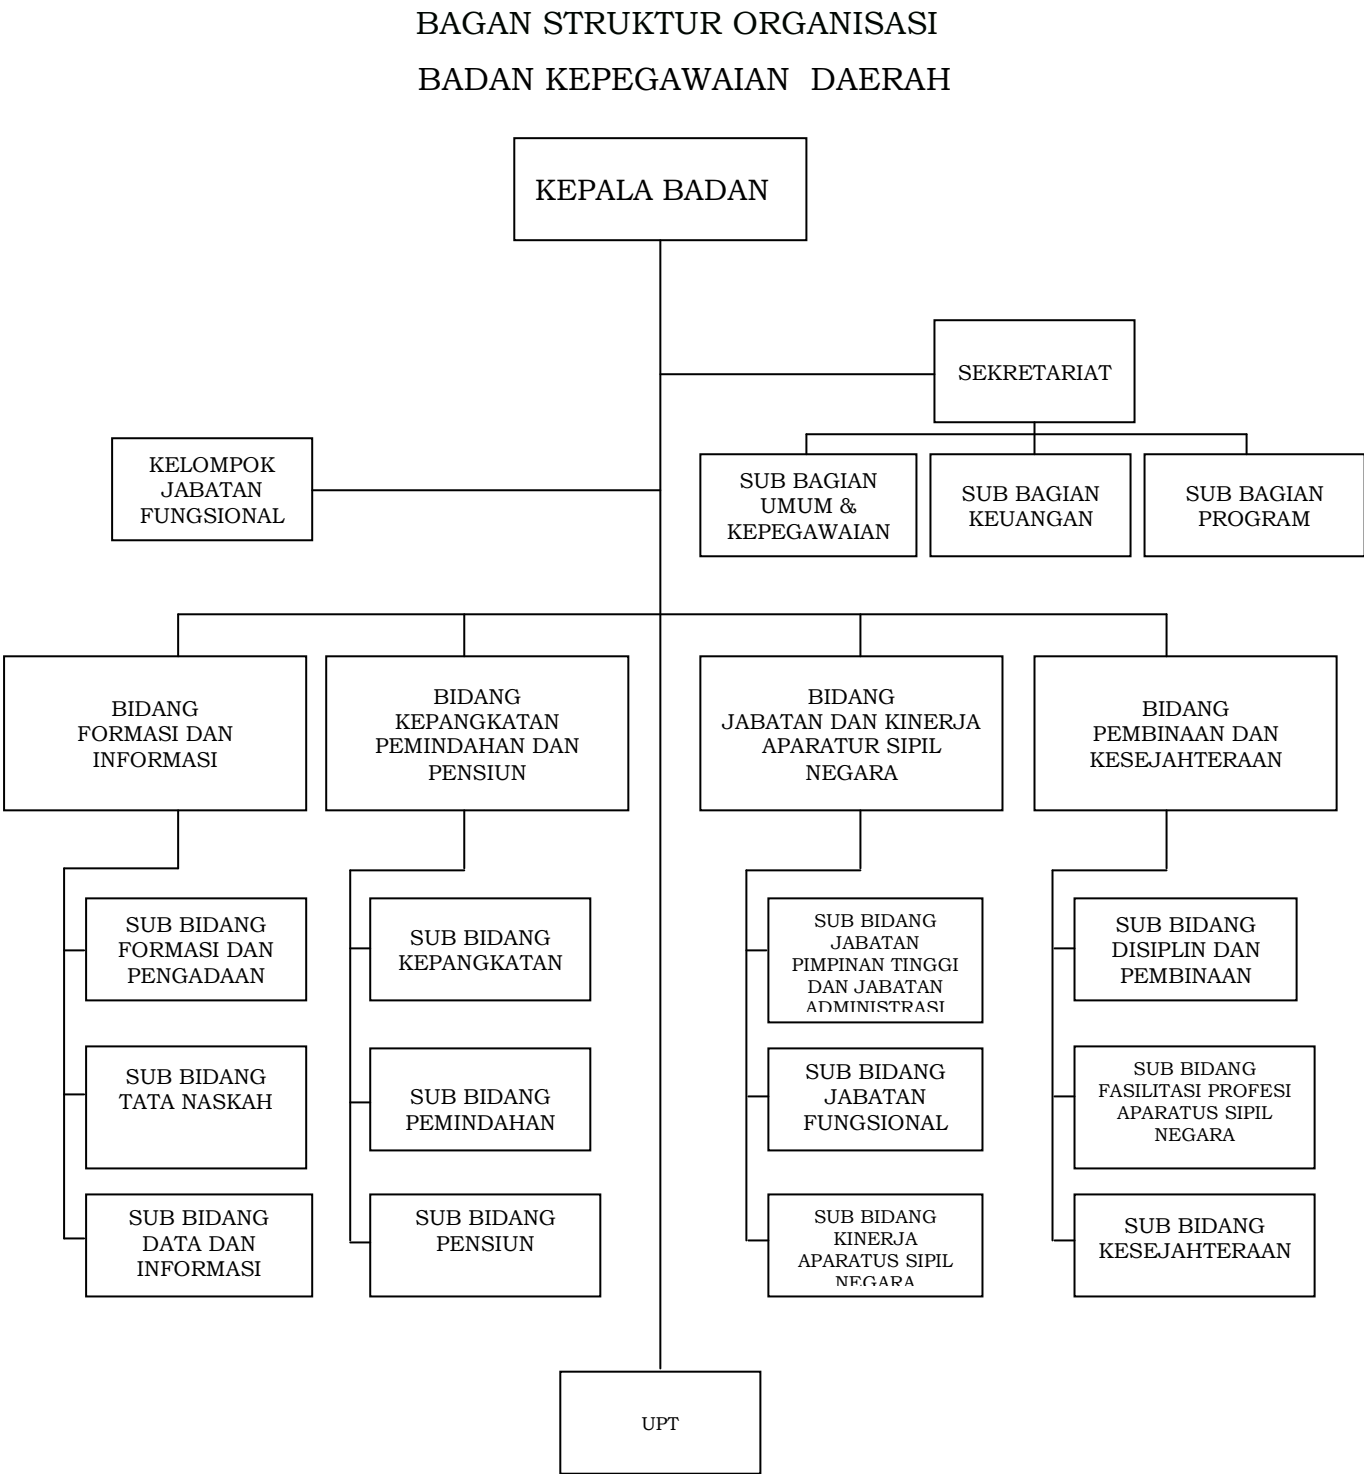 BAGAN STRUKTUR ORGANISASI
BADAN KEPEGAWAIAN DAERAH
KEPALA BADAN
SEKRETARIAT
KELOMPOK
JABATAN
FUNGSIONAL
SUB BAGIAN
UMUM &
KEPEGAWAIAN
SUB BAGIAN
KEUANGAN
SUB BAGIAN
PROGRAM
BIDANG
FORMASI DAN
INFORMASI
BIDANG
KEPANGKATAN
PEMINDAHAN DAN
PENSIUN
BIDANG
JABATAN DAN KINERJA
APARATUR SIPIL
NEGARA
BIDANG
PEMBINAAN DAN
KESEJAHTERAAN
SUB BIDANG
FORMASI DAN
PENGADAAN
SUB BIDANG
KEPANGKATAN
SUB BIDANG
JABATAN
PIMPINAN TINGGI
DAN JABATAN
ADMINISTRASI
SUB BIDANG
DISIPLIN DAN
PEMBINAAN
SUB BIDANG
TATA NASKAH
SUB BIDANG
PEMINDAHAN
SUB BIDANG
JABATAN
FUNGSIONAL
SUB BIDANG
FASILITASI PROFESI
APARATUS SIPIL
NEGARA
SUB BIDANG
DATA DAN
INFORMASI
SUB BIDANG
PENSIUN
SUB BIDANG
KINERJA
APARATUS SIPIL
NEGARA
SUB BIDANG
KESEJAHTERAAN
UPT